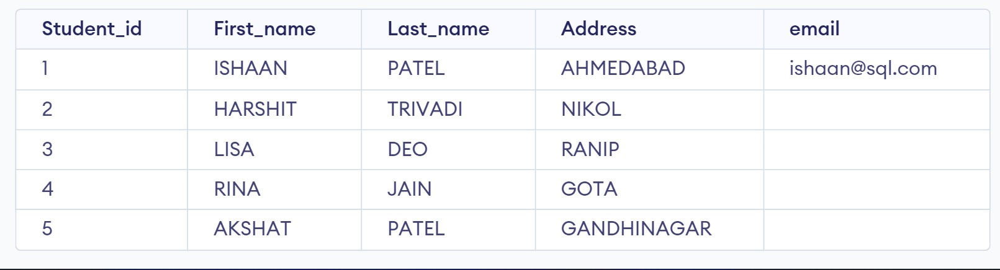 Student_id First_name Last_name Address email
1 ISHAAN PATEL AHMEDABAD ishaan@sql.com
2 HARSHIT TRIVADI NIKOL
3 LISA DEO RANIP
4 RINA JAIN GOTA
5 AKSHAT PATEL GANDHINAGAR